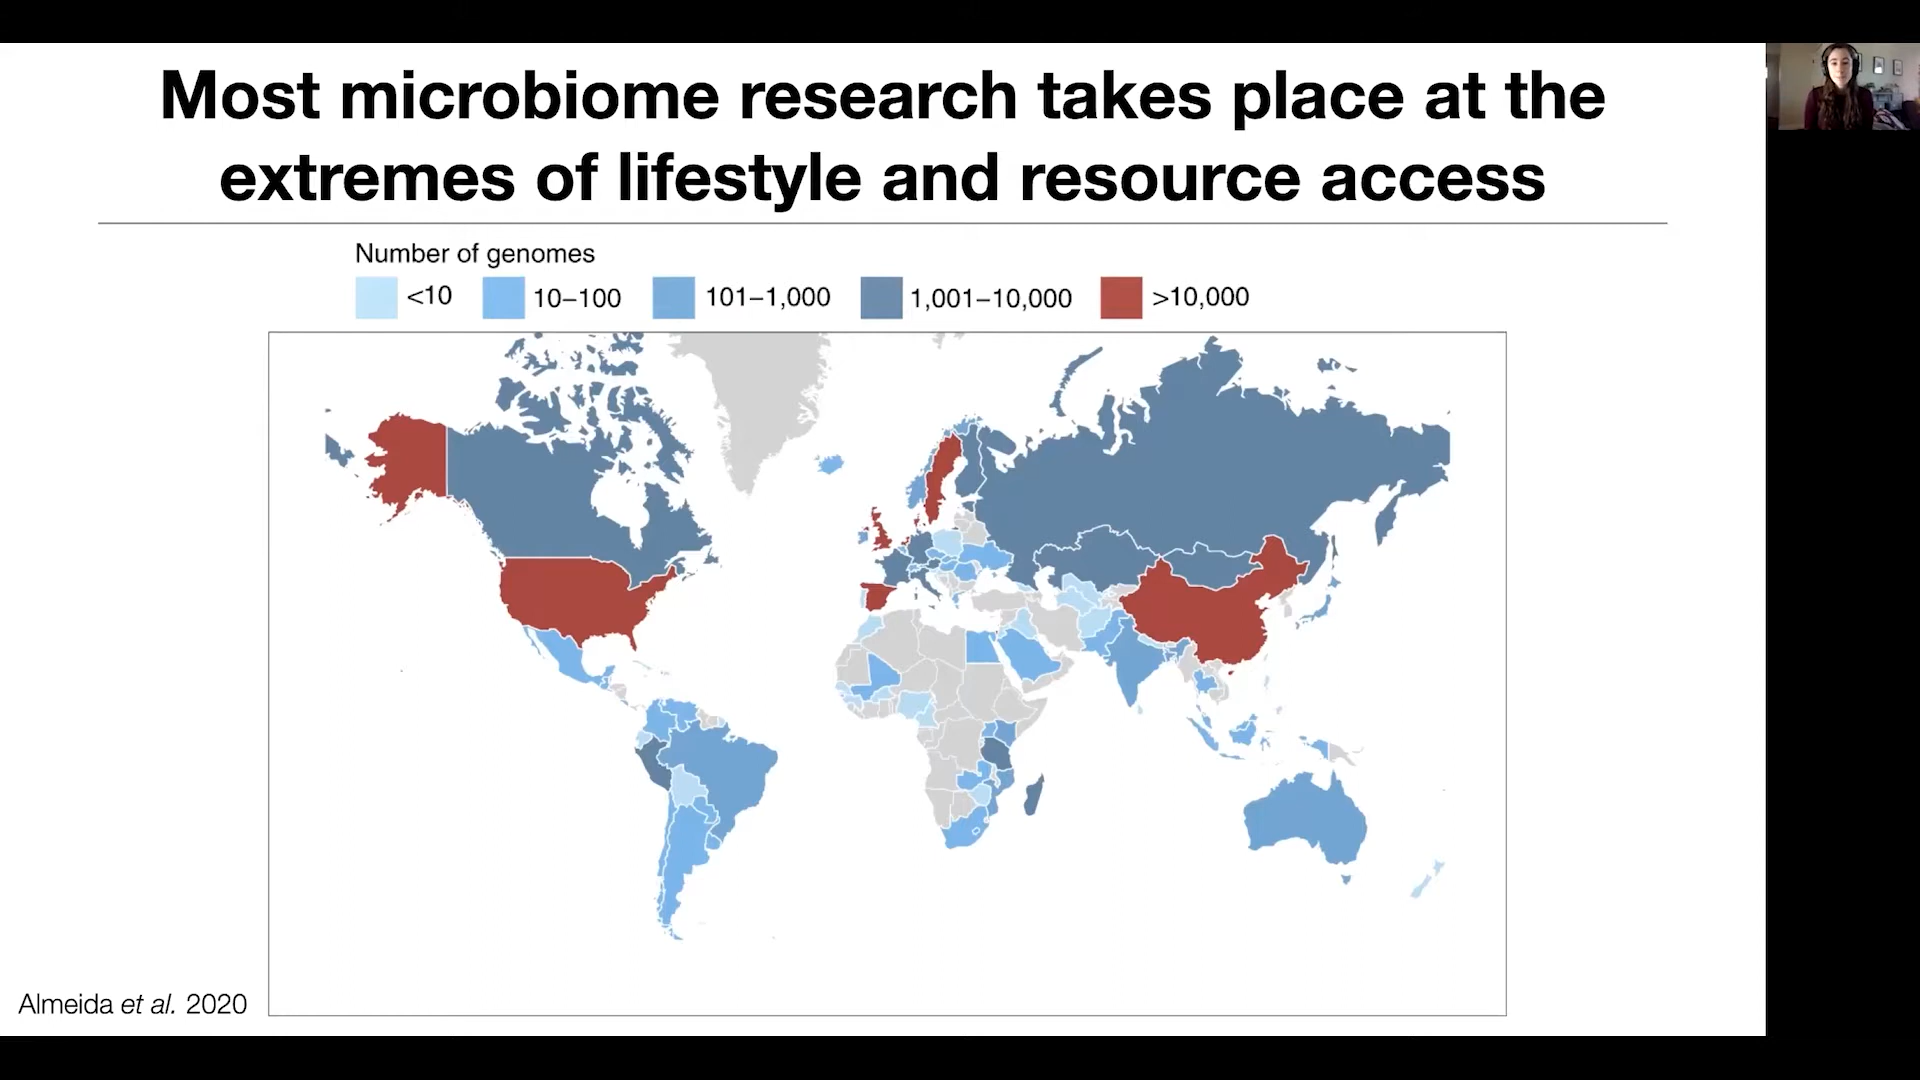 Most microbiome research takes place at the
extremes of lifestyle and resource access
Number of genomes
<10
10–100
101–1,000
1,001–10,000
>10,000
Almeida et al. 2020